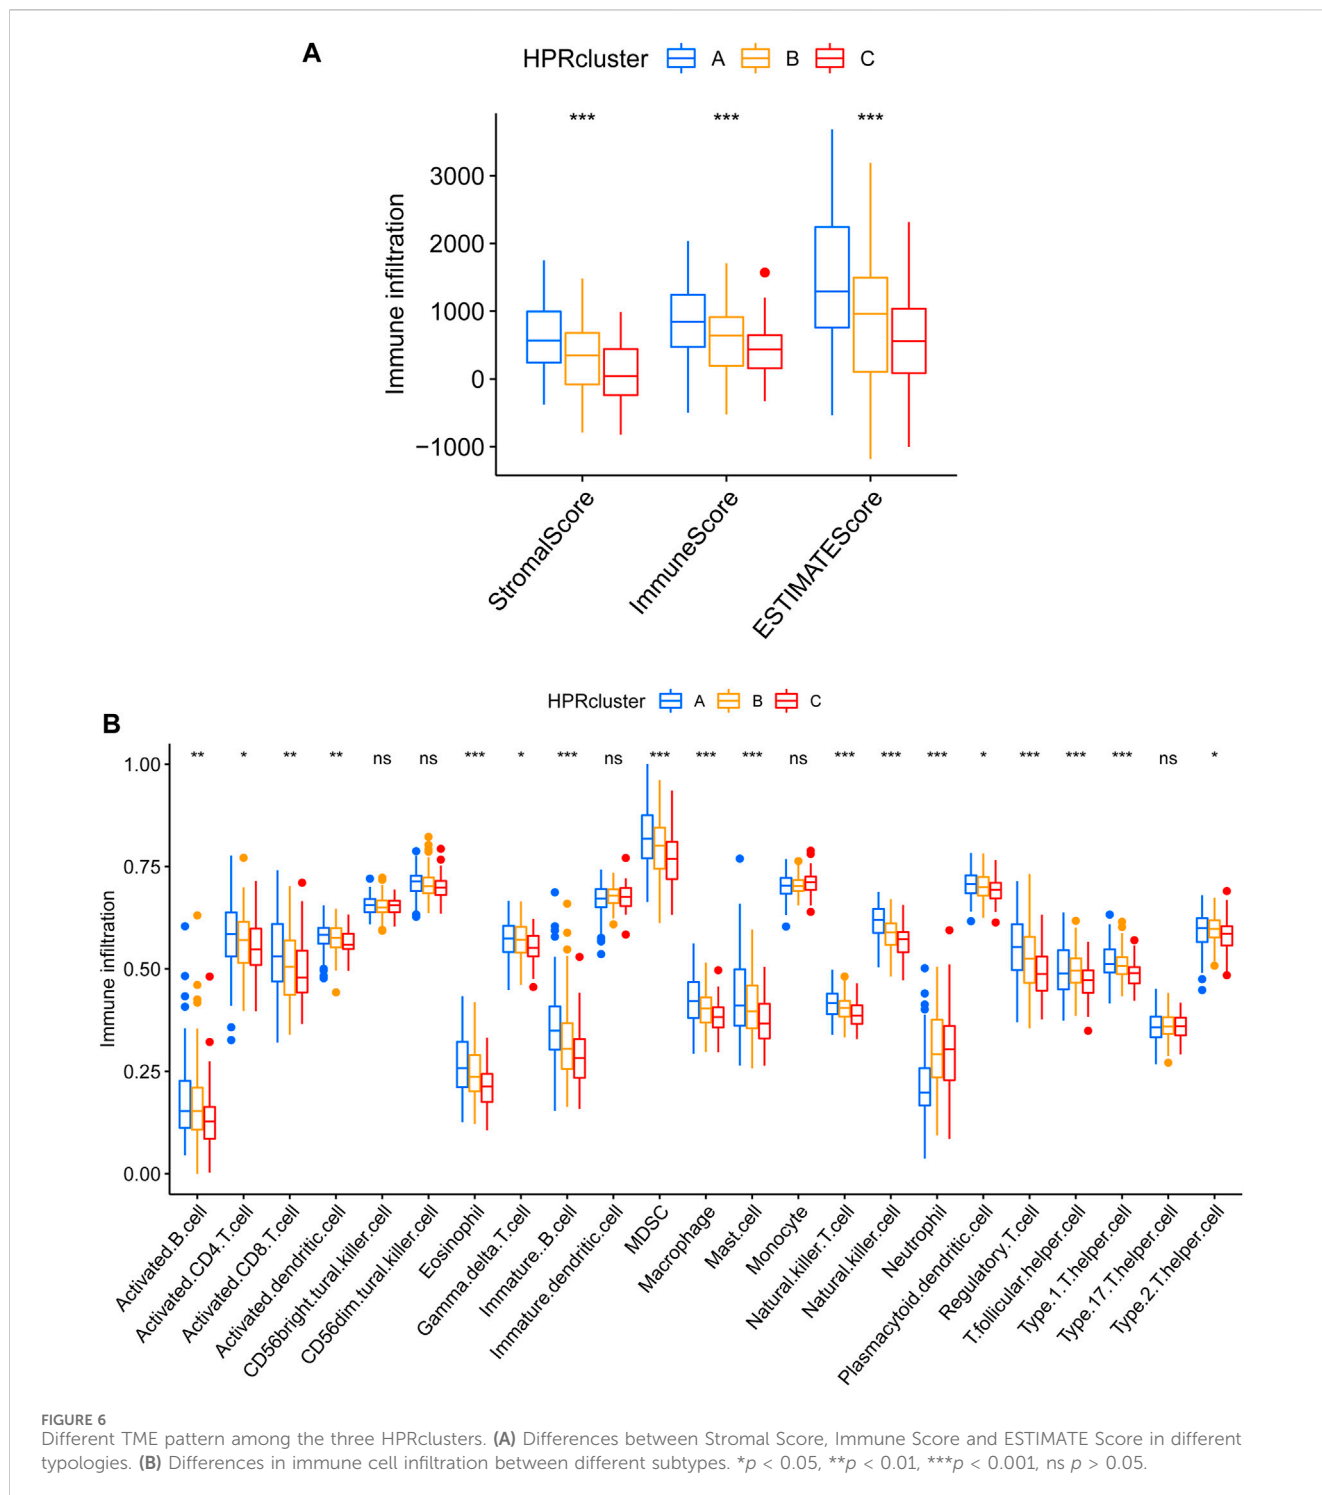 A
HPRcluster A B C
*** *** ***
3000
2000
1000
0
−1000
Immune infiltration
StromalScore
ImmuneScore
ESTIMATEScore
HPRcluster A B C
B
** * ** ** ns ns *** * *** ns *** *** *** ns *** *** *** * *** *** *** ns *
1.00
0.75
0.50
0.25
0.00
Immune infiltration
Activated.B.cell
Activated.CD4.T.cell
Activated.CD8.T.cell
Activated.dendritic.cell
CD56bright.tural.killer.cell
CD56dim.tural.killer.cell
Eosinophil
Gamma.delta.T.cell
Immature..B.cell
Immature.dendritic.cell
MDSC
Macrophage
Mast.cell
Monocyte
Natural.killer.T.cell
Natural.killer.cell
Neutrophil
Plasmacytoid.dendritic.cell
Regulatory.T.cell
T.follicular.helper.cell
Type.1.T.helper.cell
Type.17.T.helper.cell
Type.2.T.helper.cell
FIGURE 6
Different TME pattern among the three HPRclusters. (A) Differences between Stromal Score, Immune Score and ESTIMATE Score in different
typologies. (B) Differences in immune cell infiltration between different subtypes. *p < 0.05, **p < 0.01, ***p < 0.001, ns p > 0.05.